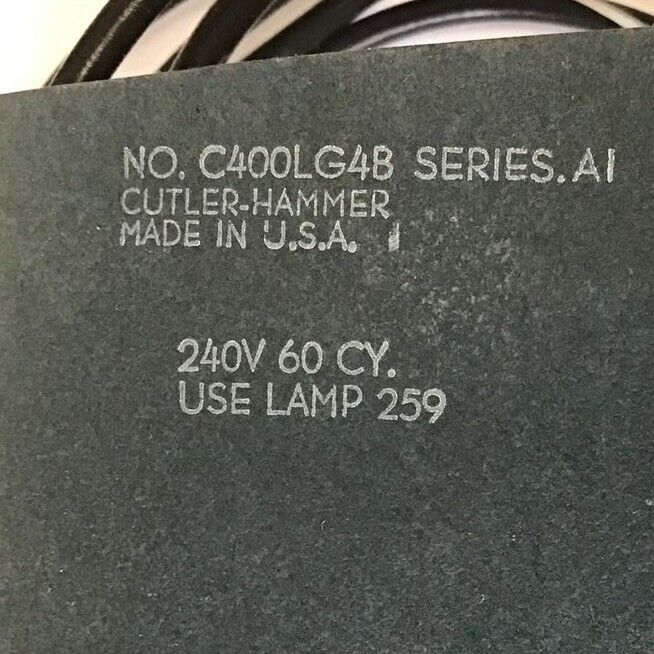 NO. C400LG4B SERIES. A1
CUTLER-HAMMER
MADE IN U.S.A. I
240V 60 CY.
USE LAMP 259